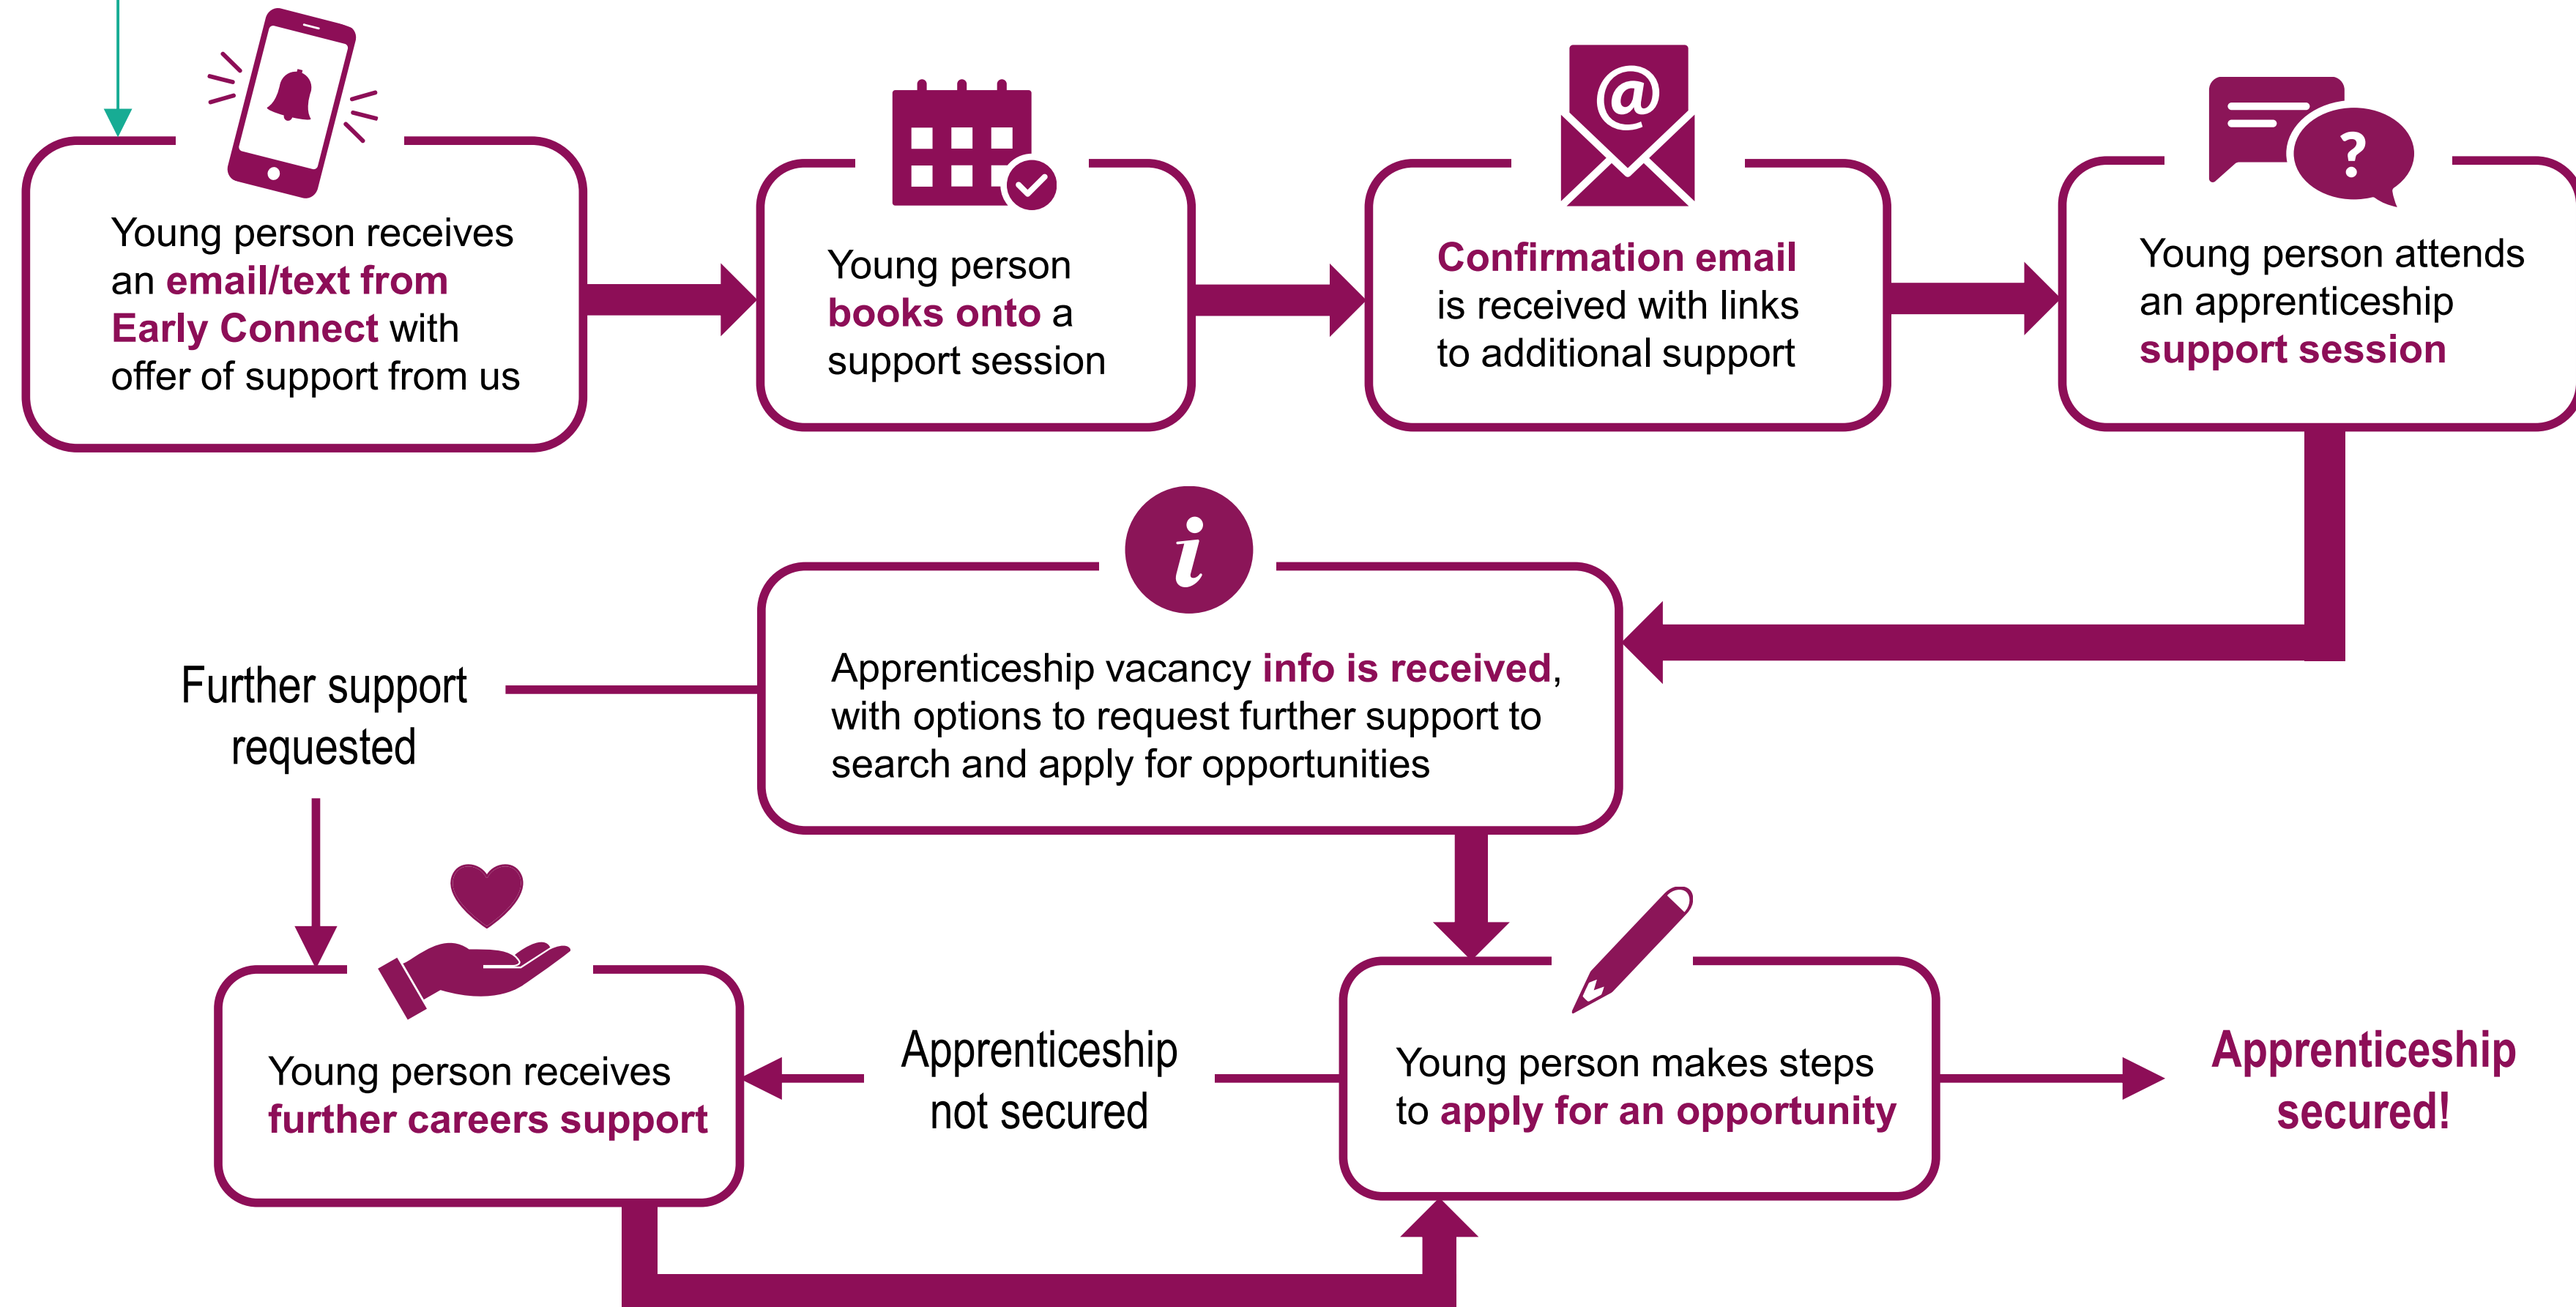 @
?
Young person receives
an email/text from
Early Connect with
offer of support from us
Young person
books onto a
support session
Confirmation email
is received with links
to additional support
Young person attends
an apprenticeship
support session
i
Apprenticeship vacancy info is received,
with options to request further support to
search and apply for opportunities
Further support
requested
Young person receives
further careers support
Apprenticeship
not secured
Young person makes steps
to apply for an opportunity
Apprenticeship
secured!